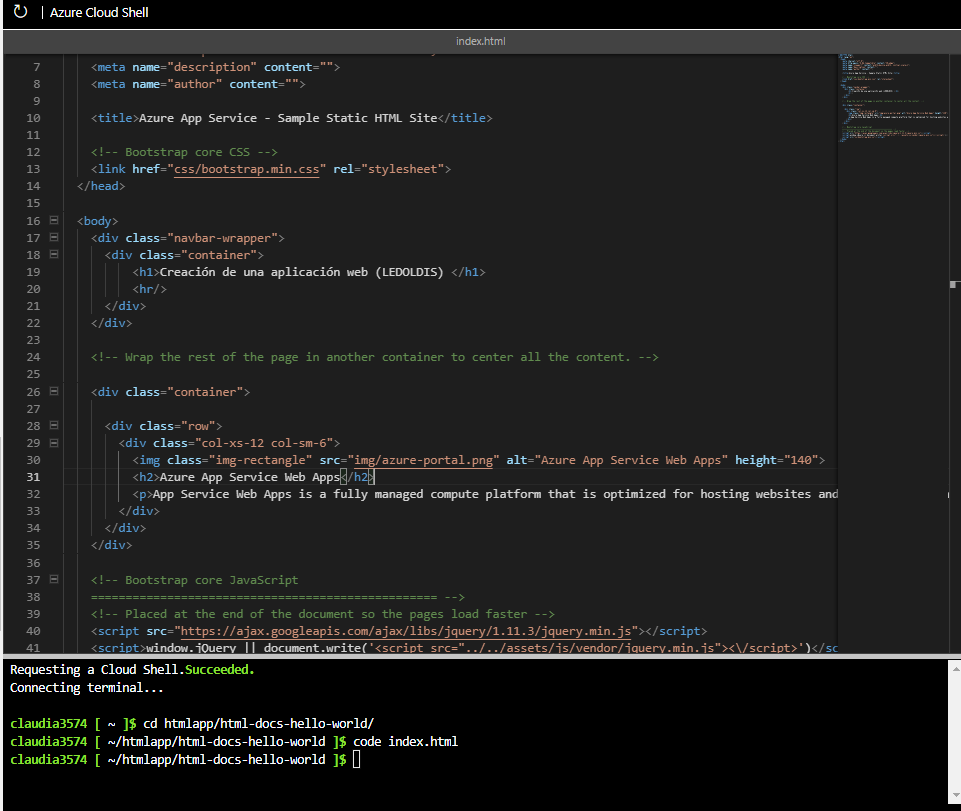 Azure Cloud Shell
index.html
7 <meta name="description" content="">
8 <meta name="author" content="">
9
10 <title>Azure App Service - Sample Static HTML Site</title>
11
12 <!-- Bootstrap core CSS -->
13 <link href="css/bootstrap.min.css" rel="stylesheet">
14 </head>
15
16 <body>
17 <div class="navbar-wrapper">
18 <div class="container">
19 <h1>Creación de una aplicación web (LEDOLDIS) </h1>
20 <hr/>
21 </div>
22 </div>
23
24 <!-- Wrap the rest of the page in another container to center all the content. -->
25
26 <div class="container">
27
28 <div class="row">
29 <div class="col-xs-12 col-sm-6">
30 <img class="img-rectangle" src="img/azure-portal.png" alt="Azure App Service Web Apps" height="140">
31 <h2>Azure App Service Web Apps</h2>
32 <p>App Service Web Apps is a fully managed compute platform that is optimized for hosting websites and
33 </div>
34 </div>
35 </div>
36
37 <!-- Bootstrap core JavaScript
38 ================================================== -->
39 <!-- Placed at the end of the document so the pages load faster -->
40 <script src="https://ajax.googleapis.com/ajax/libs/jquery/1.11.3/jquery.min.js"></script>
41 <script>window.jQuery || document.write('<script src="../../assets/js/vendor/jquery.min.js"><\/script>')</sc
Requesting a Cloud Shell.Succeeded.
Connecting terminal...
claudia3574 [ ~ ]$ cd htmlapp/html-docs-hello-world/
claudia3574 [ ~/htmlapp/html-docs-hello-world ]$ code index.html
claudia3574 [ ~/htmlapp/html-docs-hello-world ]$